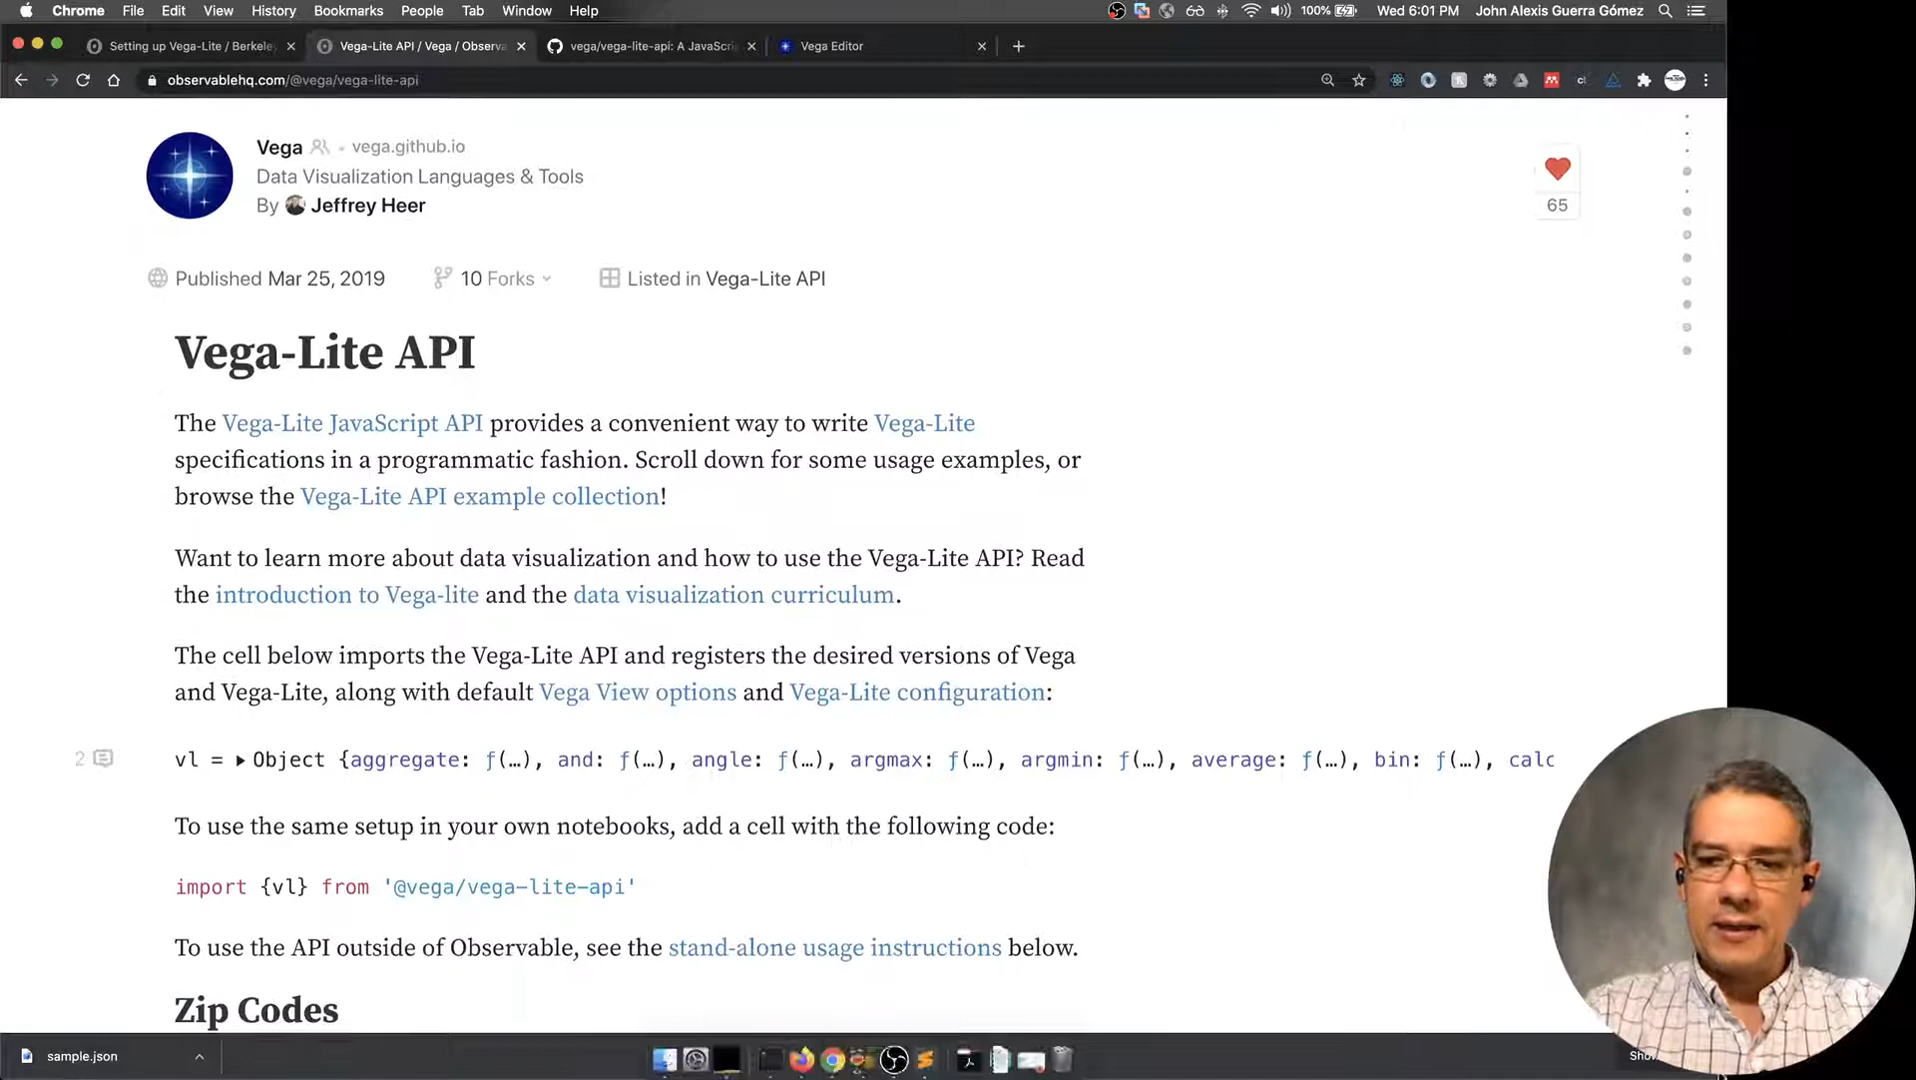 Chrome File Edit View History Bookmarks People Tab Window Help 100% Wed 6:01 PM John Alexis Guerra Gómez
Setting up Vega-Lite / Berkele
Vega-Lite API / Vega / Observa
vega/vega-lite-api: A JavaScri
Vega Editor
observablehq.com/@vega/vega-lite-api
Vega vega.github.io
Data Visualization Languages & Tools
By Jeffrey Heer
65
Published Mar 25, 2019 10 Forks Listed in Vega-Lite API
Vega-Lite API
The Vega-Lite JavaScript API provides a convenient way to write Vega-Lite
specifications in a programmatic fashion. Scroll down for some usage examples, or
browse the Vega-Lite API example collection!
Want to learn more about data visualization and how to use the Vega-Lite API? Read
the introduction to Vega-lite and the data visualization curriculum.
The cell below imports the Vega-Lite API and registers the desired versions of Vega
and Vega-Lite, along with default Vega View options and Vega-Lite configuration:
2 vl = ▸ Object {aggregate: ƒ(…), and: ƒ(…), angle: ƒ(…), argmax: ƒ(…), argmin: ƒ(…), average: ƒ(…), bin: ƒ(…), calc
To use the same setup in your own notebooks, add a cell with the following code:
import {vl} from '@vega/vega-lite-api'
To use the API outside of Observable, see the stand-alone usage instructions below.
Zip Codes
sample.json